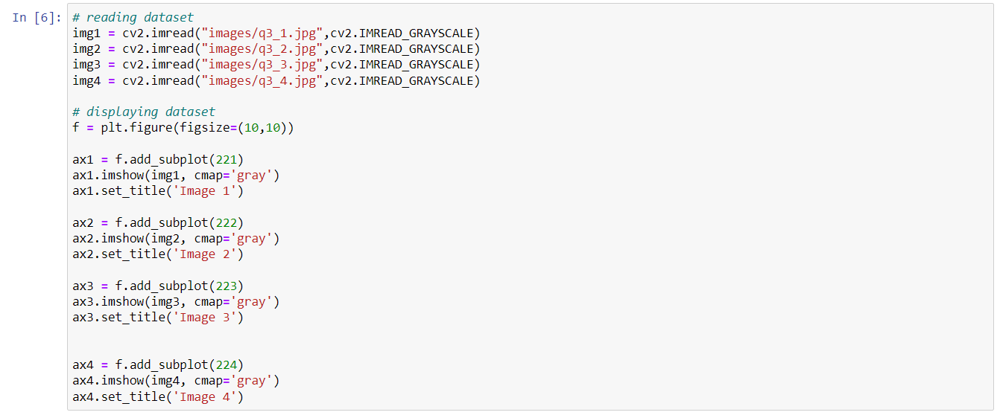 In [6]:
# reading dataset
img1 = cv2.imread("images/q3_1.jpg",cv2.IMREAD_GRAYSCALE)
img2 = cv2.imread("images/q3_2.jpg",cv2.IMREAD_GRAYSCALE)
img3 = cv2.imread("images/q3_3.jpg",cv2.IMREAD_GRAYSCALE)
img4 = cv2.imread("images/q3_4.jpg",cv2.IMREAD_GRAYSCALE)
# displaying dataset
f = plt.figure(figsize=(10,10))
ax1 = f.add_subplot(221)
ax1.imshow(img1, cmap='gray')
ax1.set_title('Image 1')
ax2 = f.add_subplot(222)
ax2.imshow(img2, cmap='gray')
ax2.set_title('Image 2')
ax3 = f.add_subplot(223)
ax3.imshow(img3, cmap='gray')
ax3.set_title('Image 3')
ax4 = f.add_subplot(224)
ax4.imshow(img4, cmap='gray')
ax4.set_title('Image 4')